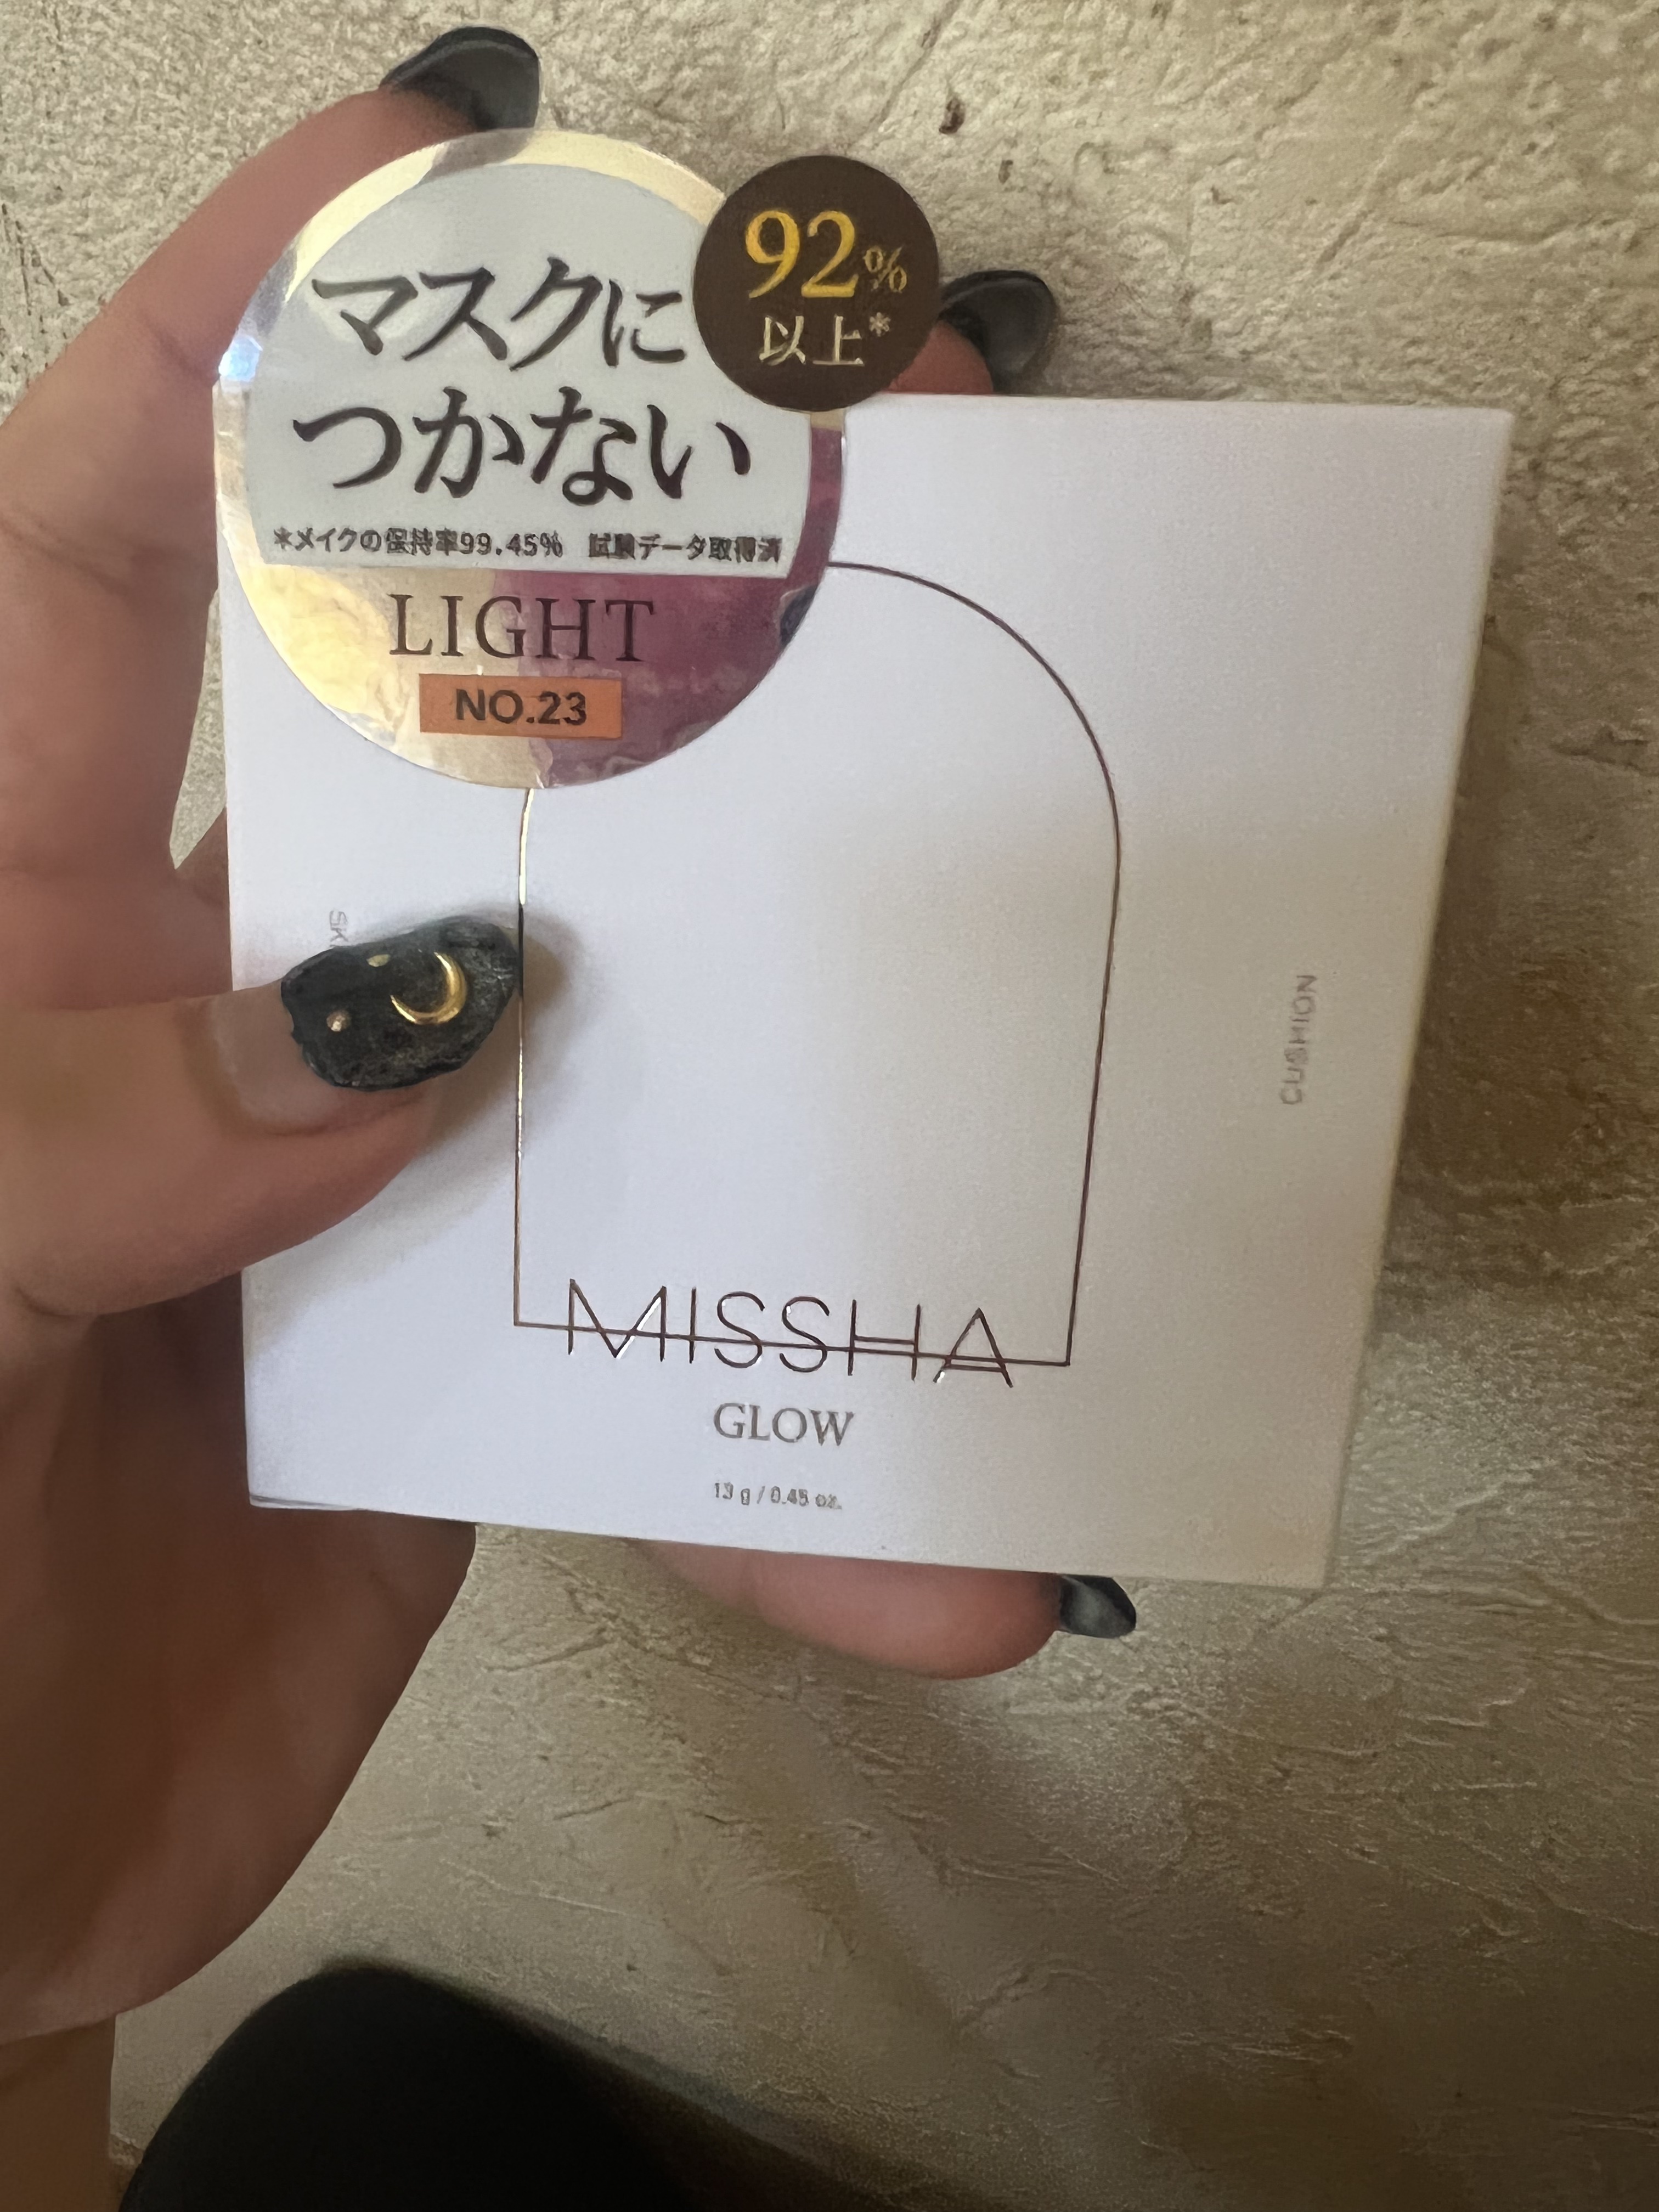 マスクに
つかない
92%
以上*
*メイクの保持率99.45% 試験データ取得済
LIGHT
NO.23
CUSHION
MISSHA
GLOW
13 g / 0.45 oz.